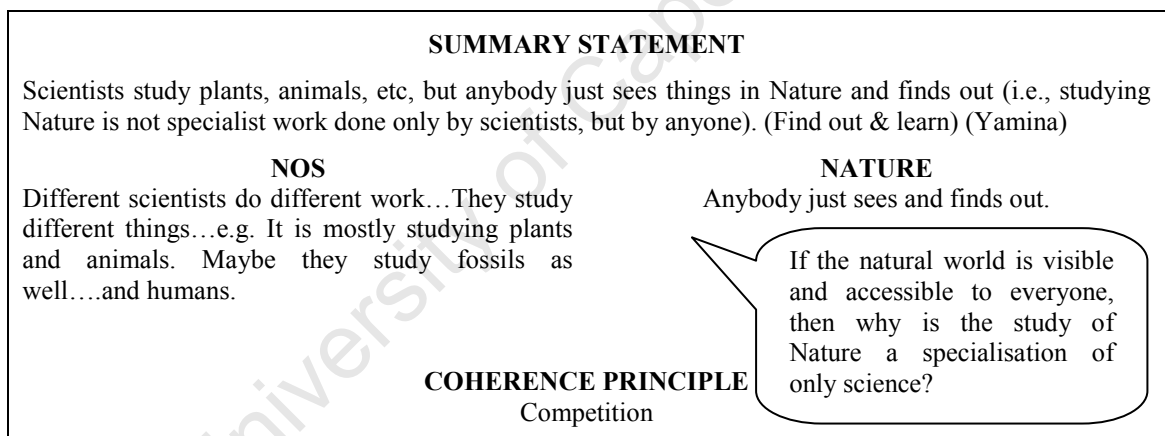 SUMMARY STATEMENT
Scientists study plants, animals, etc, but anybody just sees things in Nature and finds out (i.e., studying
Nature is not specialist work done only by scientists, but by anyone). (Find out & learn) (Yamina)
NOS
Different scientists do different work…They study
different things…e.g. It is mostly studying plants
and animals. Maybe they study fossils as
well….and humans.
NATURE
Anybody just sees and finds out.
If the natural world is visible
and accessible to everyone,
then why is the study of
Nature a specialisation of
only science?
COHERENCE PRINCIPLE
Competition
University of Cape